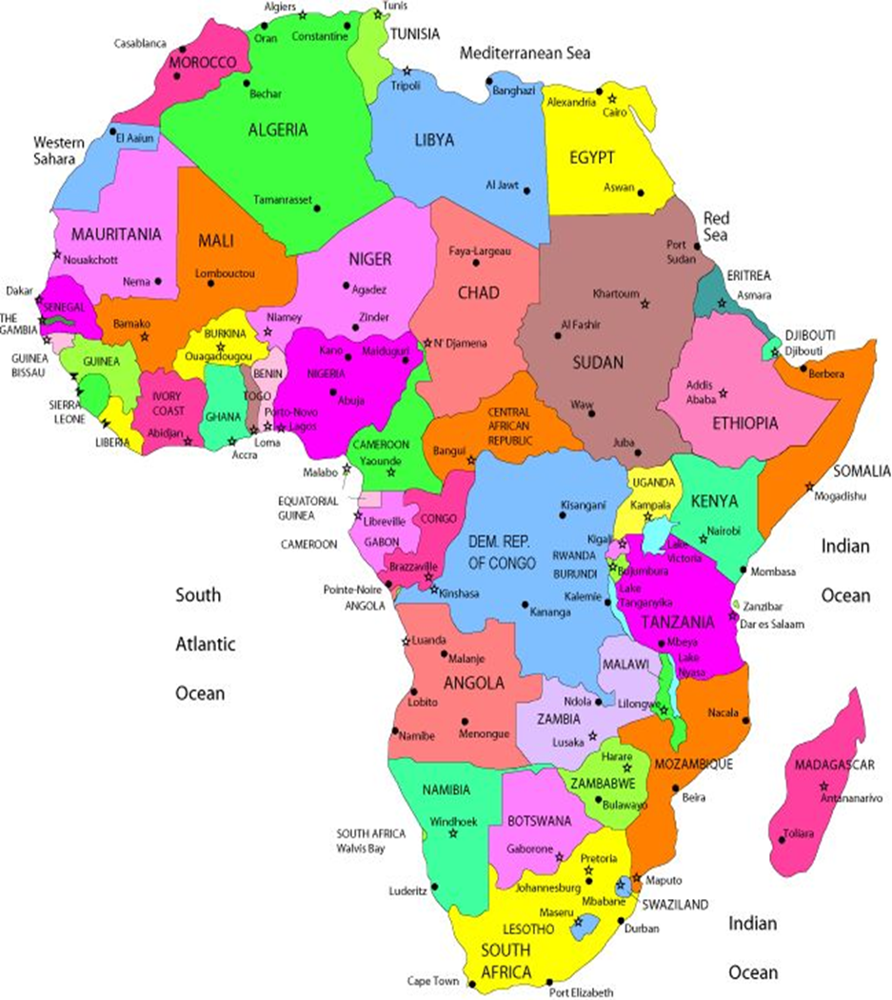 Algiers
Tunis
Oran
Constantine
TUNISIA
Casablanca
MOROCCO
Mediterranean Sea
Tripoli
Banghazi
Bechar
Alexandria
Cairo
ALGERIA
LIBYA
EGYPT
El Aaiun
Western
Sahara
Al Jawt
Aswan
Tamanrasset
MAURITANIA
MALI
Red
Sea
Nouakchott
NIGER
Faya-Largeau
Port
Sudan
Nema
Lombouctou
Agadez
CHAD
Khartoum
ERITREA
Asmara
Dakar
SENEGAL
THE
GAMBIA
Bamako
Niamey
Zinder
Al Fashir
BURKINA
Ouagadougou
N' Djamena
DJIBOUTI
Djibouti
GUINEA
BISSAU
GUINEA
Kano
Maiduguri
SUDAN
Berbera
BENIN
NIGERIA
Abuja
IVORY
COAST
TOGO
GHANA
Addis
Ababa
ETHIOPIA
SIERRA
LEONE
Porto-Novo
Lagos
CENTRAL
AFRICAN
REPUBLIC
Waw
LIBERIA
Abidjan
Loma
Accra
CAMEROON
Yaounde
Bangui
Juba
Malabo
SOMALIA
Mogadishu
UGANDA
Kampala
KENYA
EQUATORIAL
GUINEA
Libreville
CONGO
Kisangani
Nairobi
CAMEROON
GABON
DEM. REP.
OF CONGO
Kigali
RWANDA
BURUNDI
Lake
Victoria
Indian
Ocean
Brazzaville
Bujumbura
Mombasa
Pointe-Noire
ANGOLA
Kinshasa
Kalemie
Lake
Tanganyika
Zanzibar
Dar es Salaam
South
Atlantic
Ocean
Kananga
TANZANIA
Luanda
Malanje
Mbeya
Lake
Nyasa
MALAWI
ANGOLA
Lobito
Ndola
Lilongwe
Nacala
Namibe
Menongue
ZAMBIA
Lusaka
Harare
MOZAMBIQUE
MADAGASCAR
Antananarivo
NAMIBIA
ZAMBABWE
Bulawayo
Beira
Windhoek
BOTSWANA
Toliara
SOUTH AFRICA
Walvis Bay
Gaborone
Pretoria
Luderitz
Johannesburg
Maputo
Mbabane
SWAZILAND
Maseru
LESOTHO
Durban
Indian
Ocean
SOUTH
AFRICA
Cape Town
Port Elizabeth